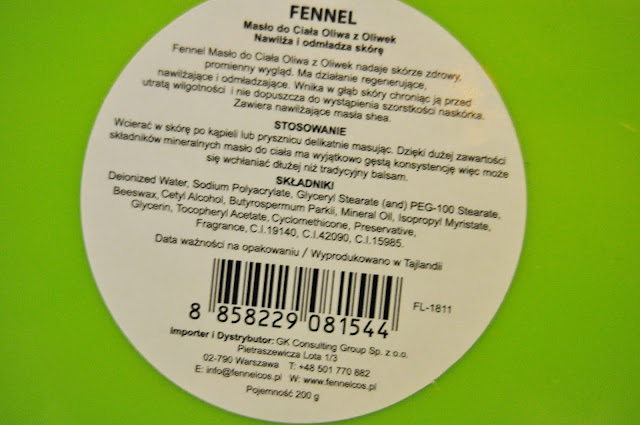 FENNEL
Masło do Ciała Oliwa z Oliwek
Nawilża i odmładza skórę
Fennel Masło do Ciała Oliwa z Oliwek nadaje skórze zdrowy,
promienny wygląd. Ma działanie regenerujące,
nawilżające i odmładzające. Wnika w głąb skóry chroniąc ją przed
utratą wilgotności i nie dopuszcza do wystąpienia szorstkości naskórka.
Zawiera nawilżające masła shea.
STOSOWANIE
Wcierać w skórę po kąpieli lub prysznicu delikatnie masując. Dzięki dużej zawartości
składników mineralnych masło do ciała ma wyjątkowo gęstą konsystencję więc może
się wchłaniać dłużej niż tradycyjny balsam.
SKŁADNIKI
Deionized Water, Sodium Polyacrylate, Glyceryl Stearate (and) PEG-100 Stearate,
Beeswax, Cetyl Alcohol, Butyrospermum Parkii, Mineral Oil, Isopropyl Myristate,
Glycerin, Tocopheryl Acetate, Cyclomethicone, Preservative,
Fragrance, C.I.19140, C.I.42090, C.I.15985.
Data ważności na opakowaniu / Wyprodukowano w Tajlandii
FL-1811
8 858229 081544
Importer i Dystrybutor: GK Consulting Group Sp. z o.o.
Pietraszewicza Lota 1/3
02-790 Warszawa T: +48 501 770 882
E: info@fennelcos.pl W: www.fennelcos.pl
Pojemność 200 g